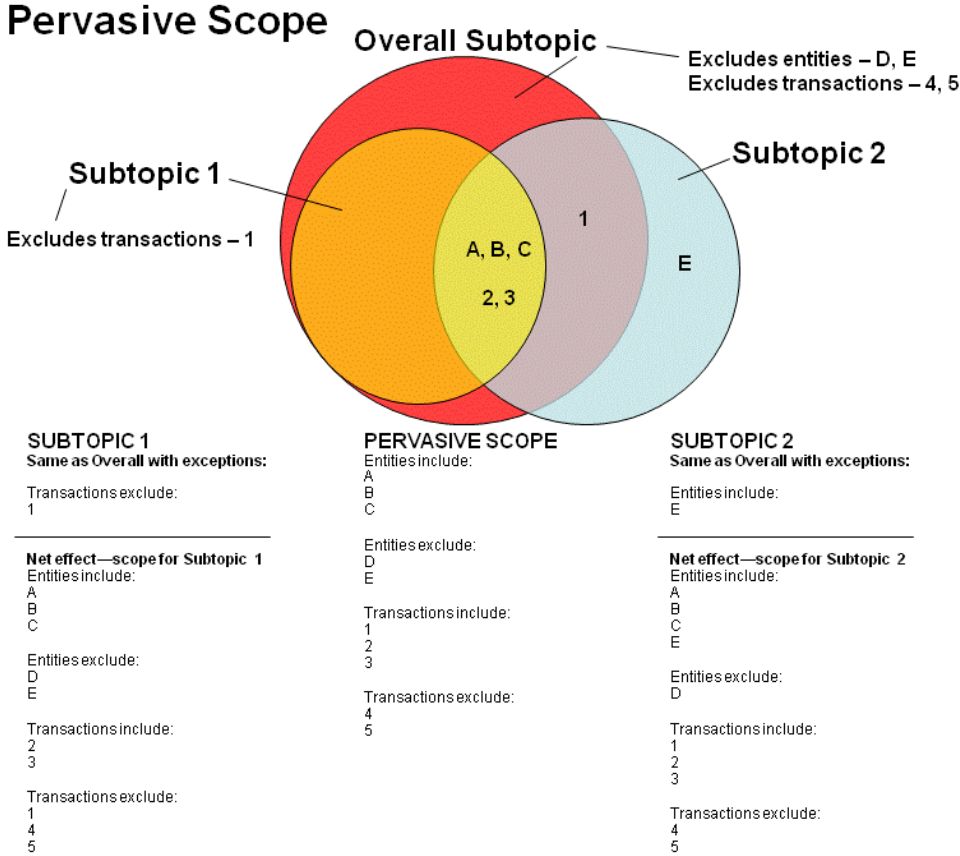 Pervasive Scope
Overall Subtopic
Excludes entities – D, E
Excludes transactions – 4, 5
Subtopic 2
Subtopic 1
Excludes transactions – 1
1
A, B, C
E
2, 3
SUBTOPIC 1
Same as Overall with exceptions:
Transactions exclude:
1
Net effect—scope for Subtopic 1
Entities include:
A
B
C
Entities exclude:
D
E
Transactions include:
2
3
Transactions exclude:
1
4
5
PERVASIVE SCOPE
Entities include:
A
B
C
Entities exclude:
D
E
Transactions include:
1
2
3
Transactions exclude:
4
5
SUBTOPIC 2
Same as Overall with exceptions:
Entities include:
E
Net effect—scope for Subtopic 2
Entities include:
A
B
C
E
Entities exclude:
D
Transactions include:
1
2
3
Transactions exclude:
4
5